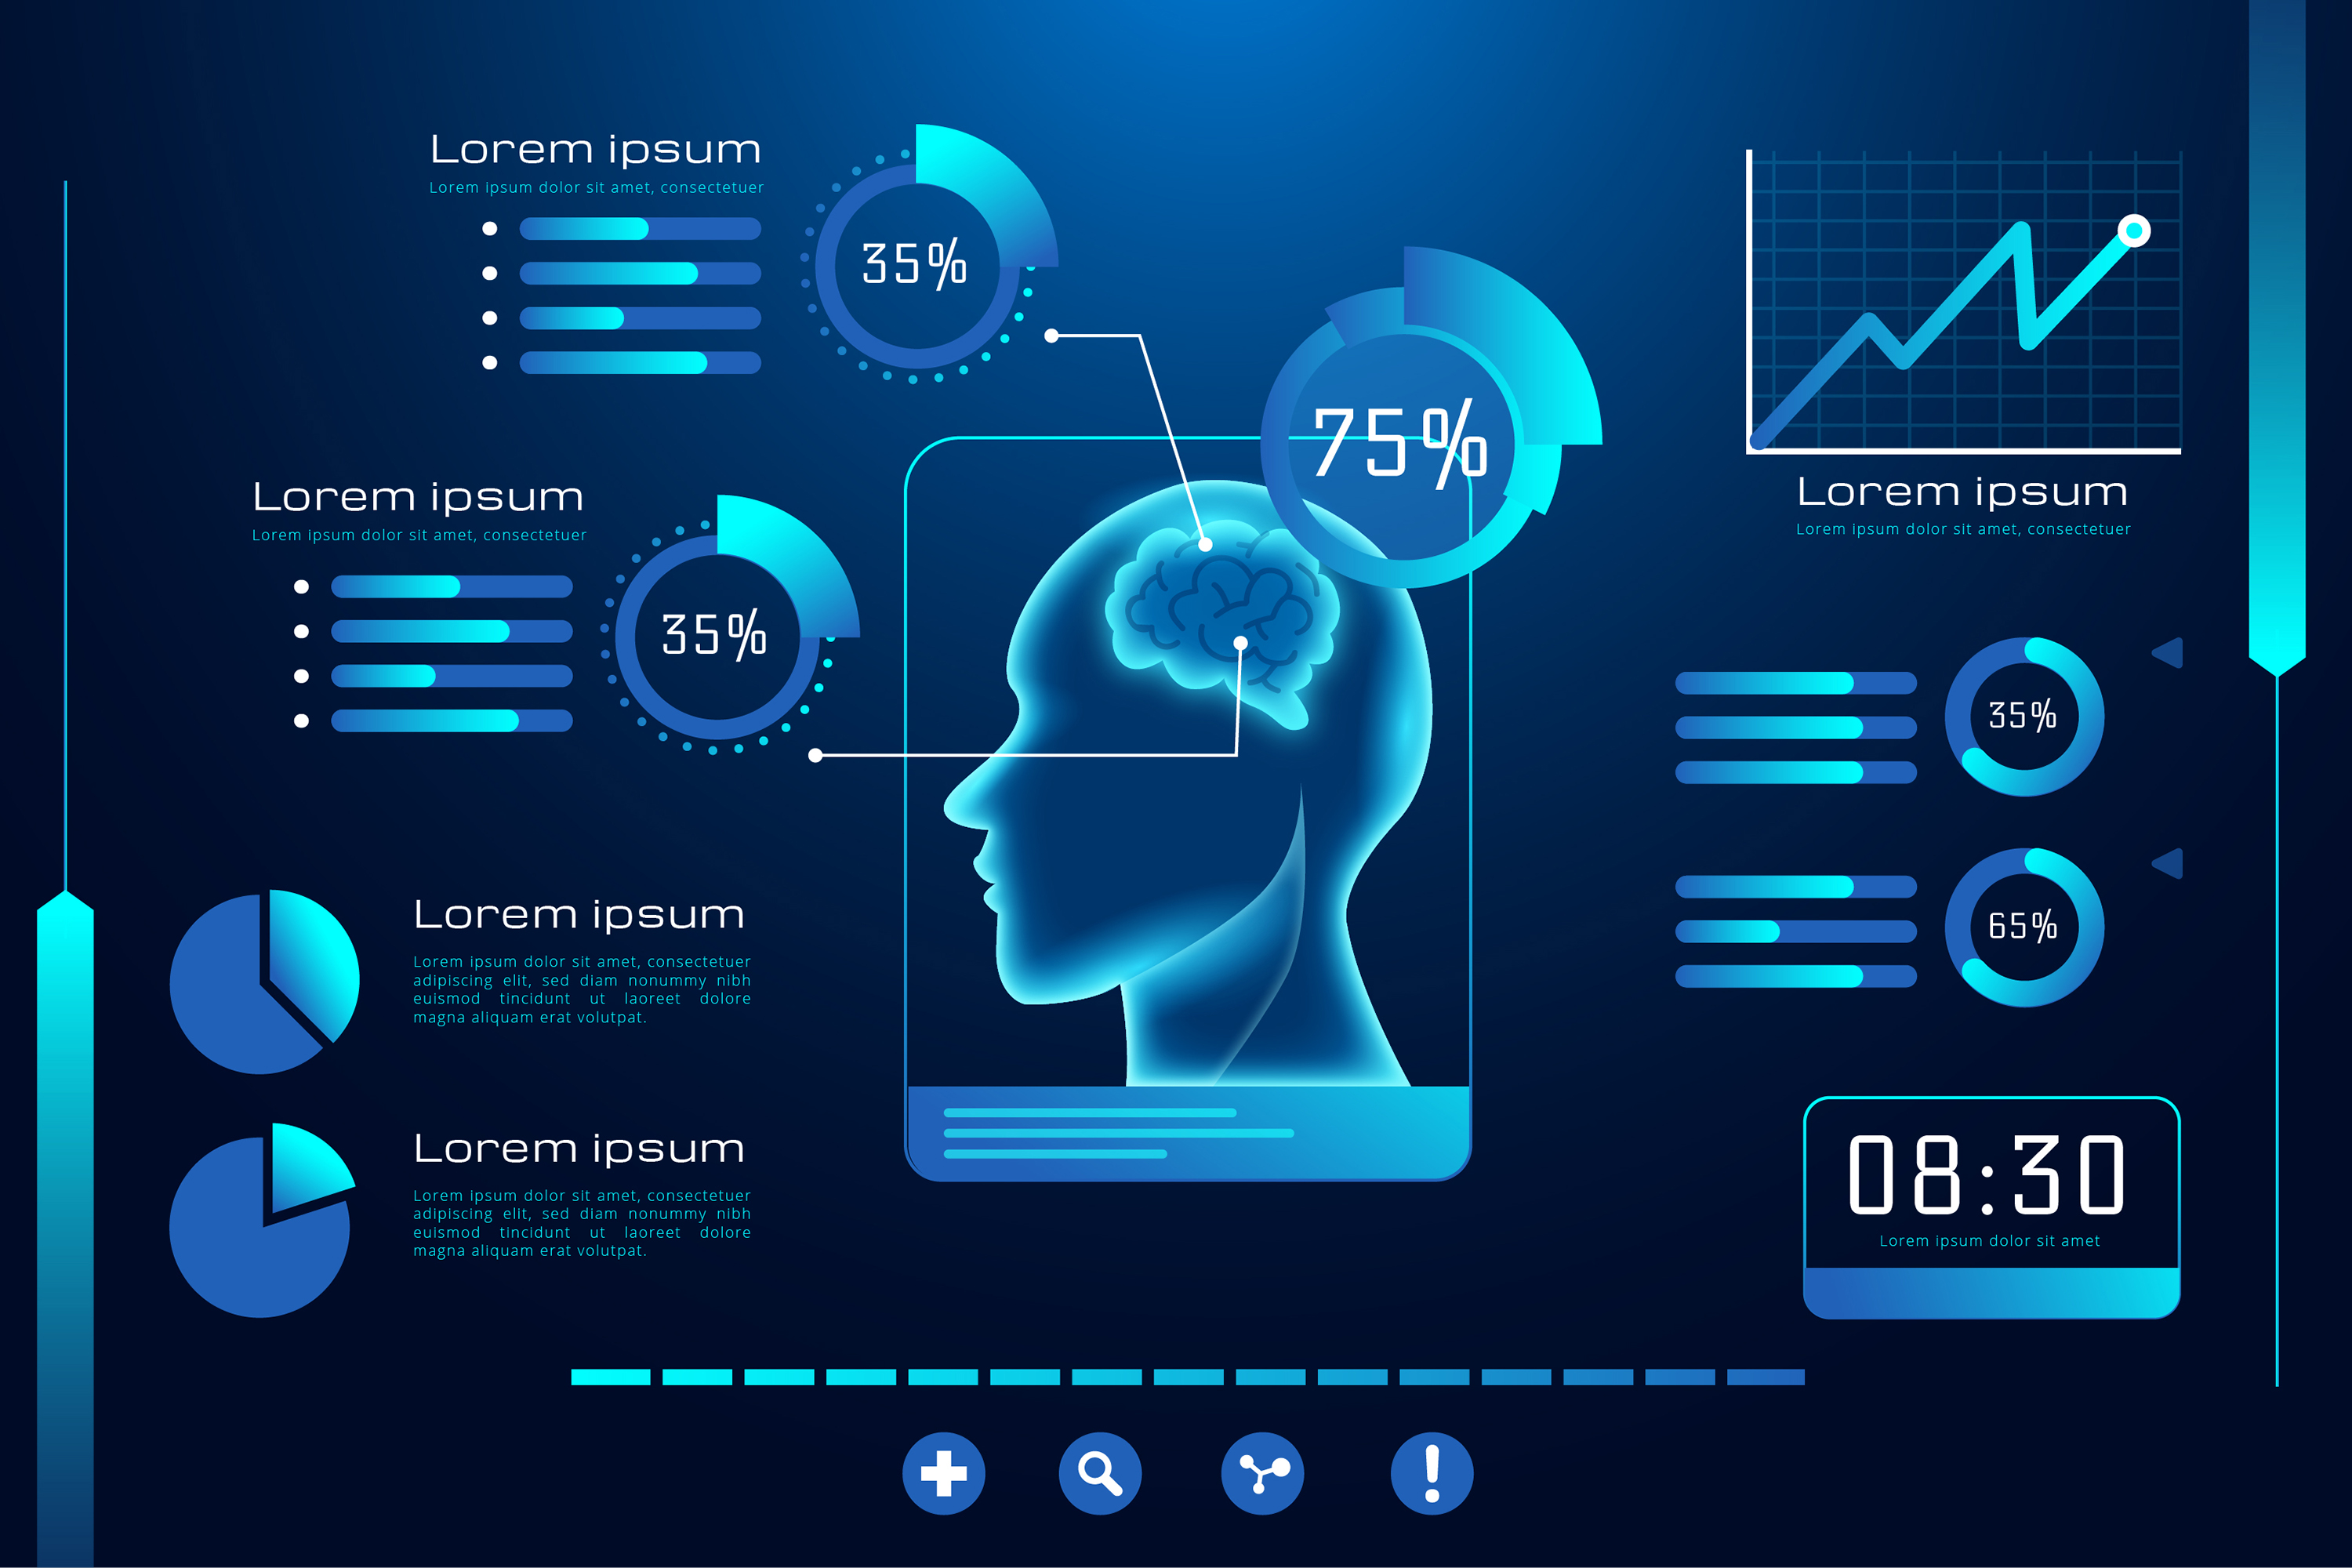 Lorem ipsum
Lorem ipsum dolor sit amet, consectetuer
35%
75%
Lorem ipsum
Lorem ipsum dolor sit amet, consectetuer
35%
Lorem ipsum
Lorem ipsum dolor sit amet, consectetuer
35%
65%
Lorem ipsum
Lorem ipsum dolor sit amet, consectetuer
adipiscing elit, sed diam nonummy nibh
euismod tincidunt ut laoreet dolore
magna aliquam erat volutpat.
Lorem ipsum
Lorem ipsum dolor sit amet, consectetuer
adipiscing elit, sed diam nonummy nibh
euismod tincidunt ut laoreet dolore
magna aliquam erat volutpat.
08:30
Lorem ipsum dolor sit amet